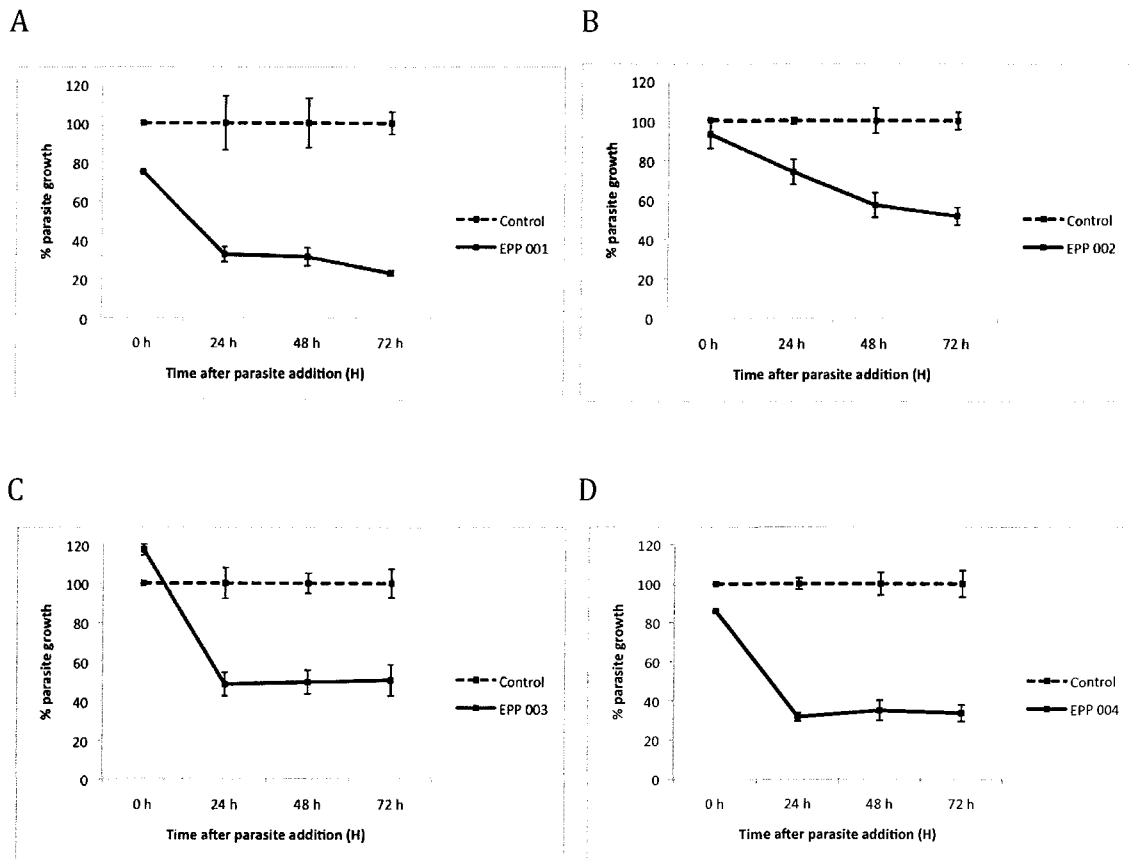 A
120
100
80
60
40
20
0
% parasite growth
0 h 24 h 48 h 72 h
Time after parasite addition (H)
Control
EPP 001
B
120
100
80
60
40
20
0
% parasite growth
0 h 24 h 48 h 72 h
Time after parasite addition (H)
Control
EPP 002
C
120
100
80
60
40
20
0
% parasite growth
0 h 24 h 48 h 72 h
Time after parasite addition (H)
Control
EPP 003
D
120
100
80
60
40
20
0
% parasite growth
0 h 24 h 48 h 72 h
Time after parasite addition (H)
Control
EPP 004